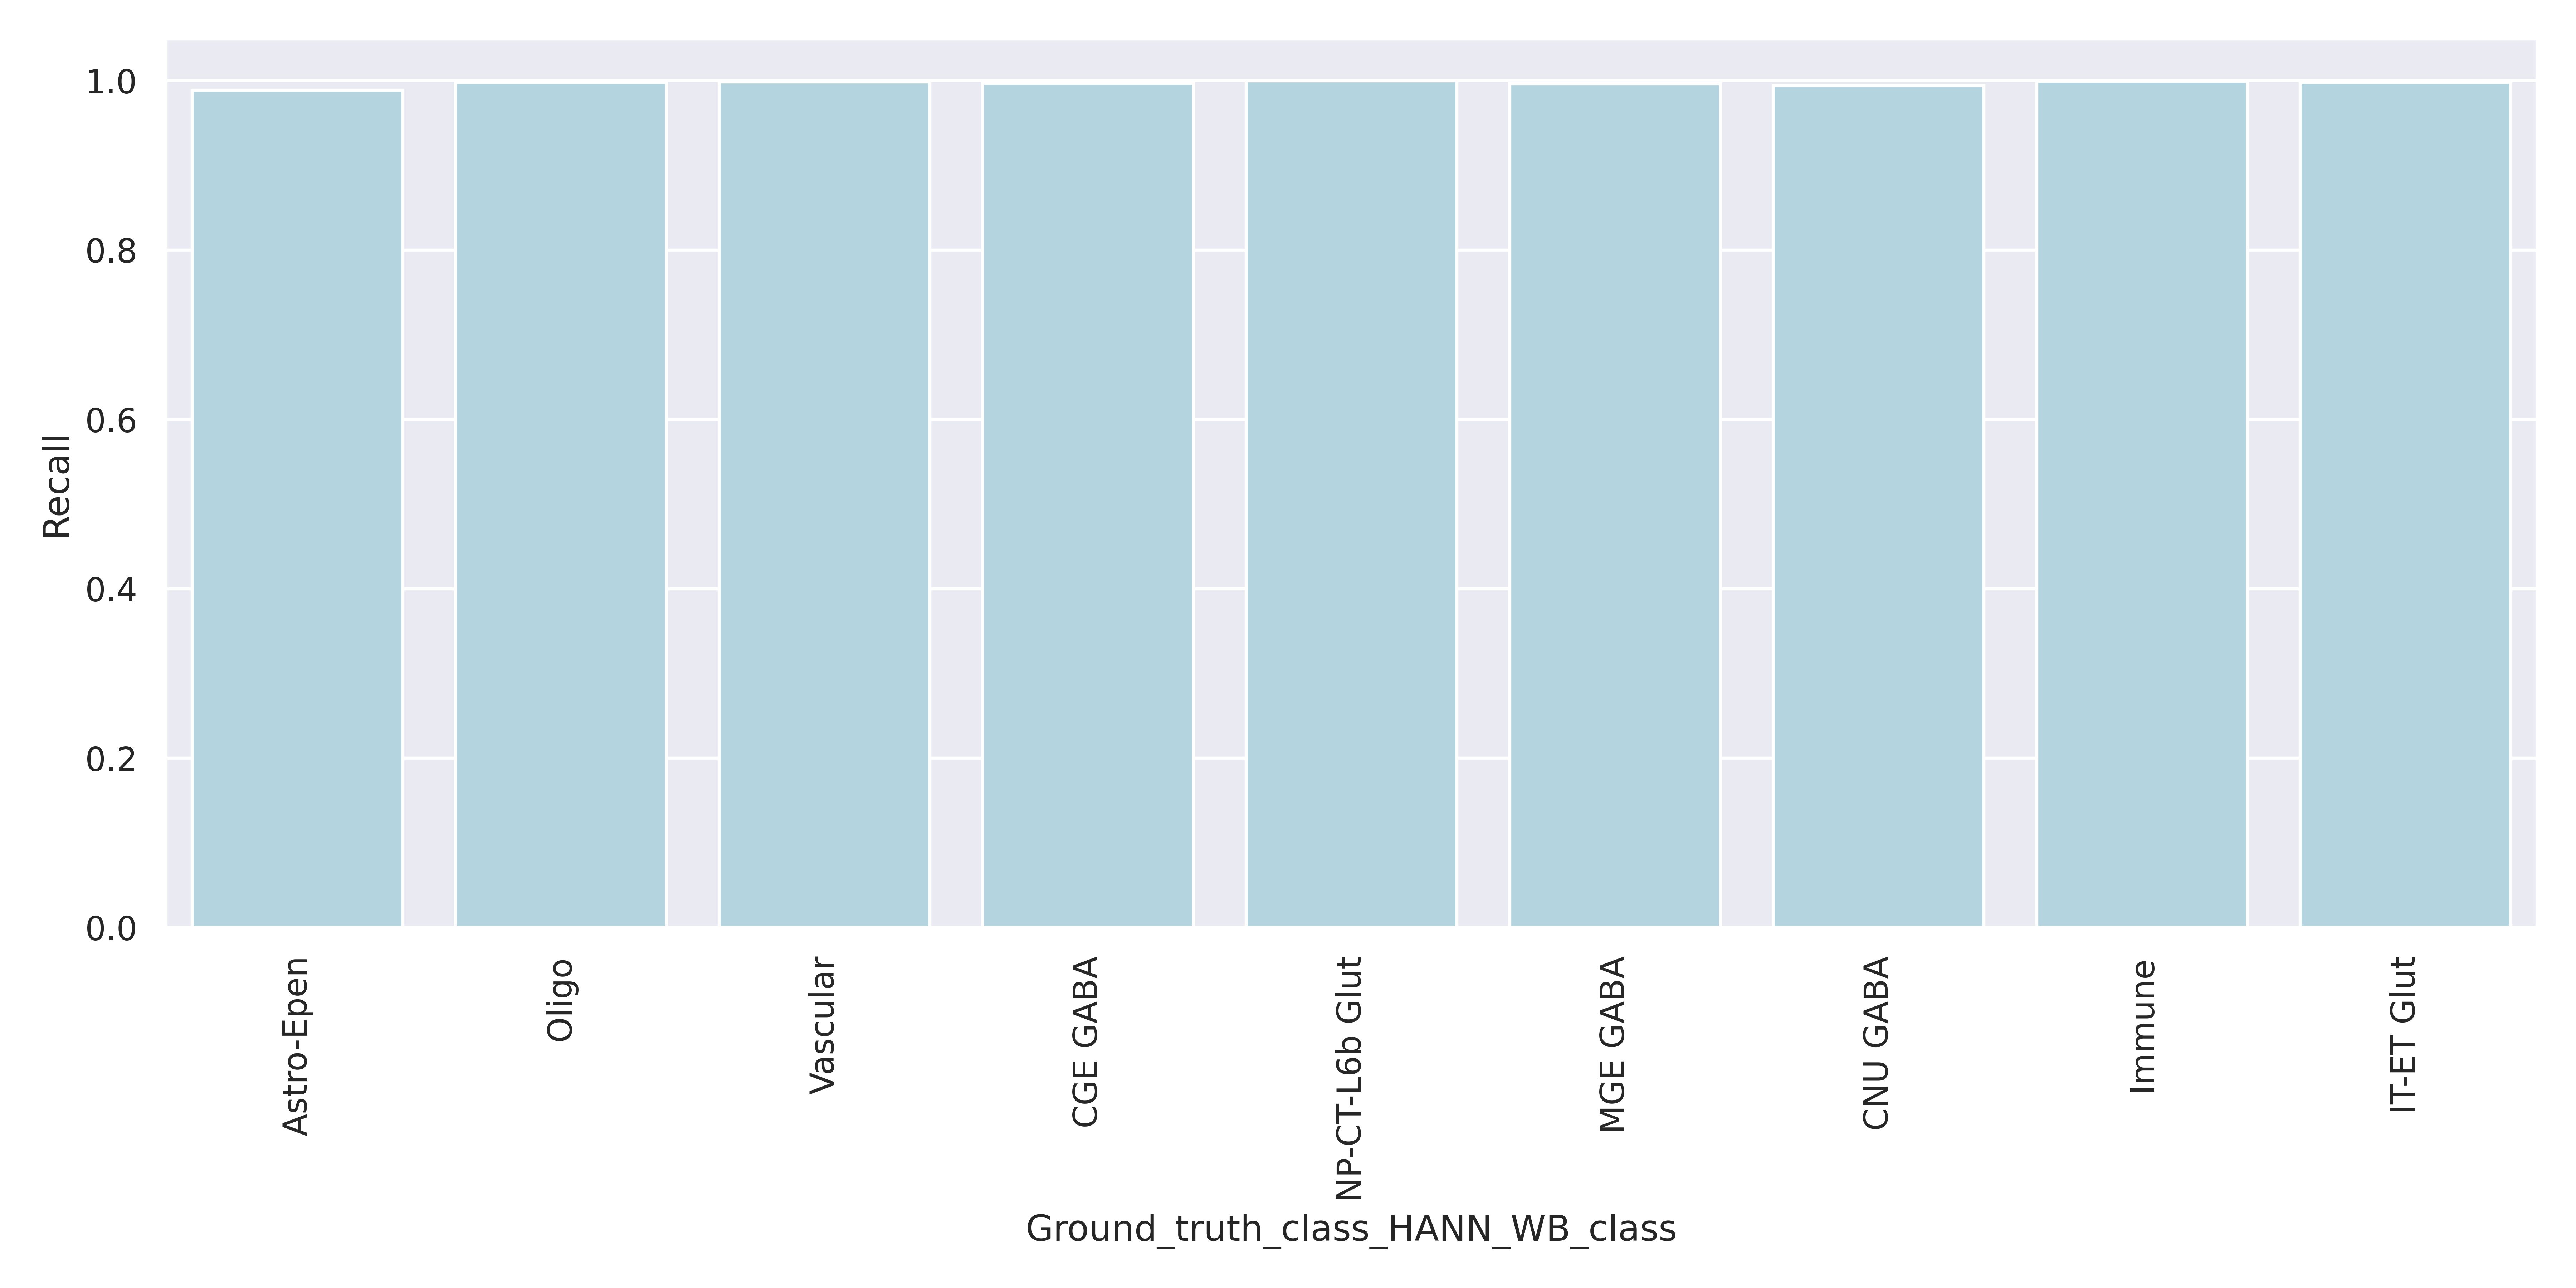 1.0
0.8
0.6
0.4
0.2
0.0
Recall
Astro-Epen
Oligo
Vascular
CGE GABA
NP-CT-L6b Glut
MGE GABA
CNU GABA
Immune
IT-ET Glut
Ground_truth_class_HANN_WB_class